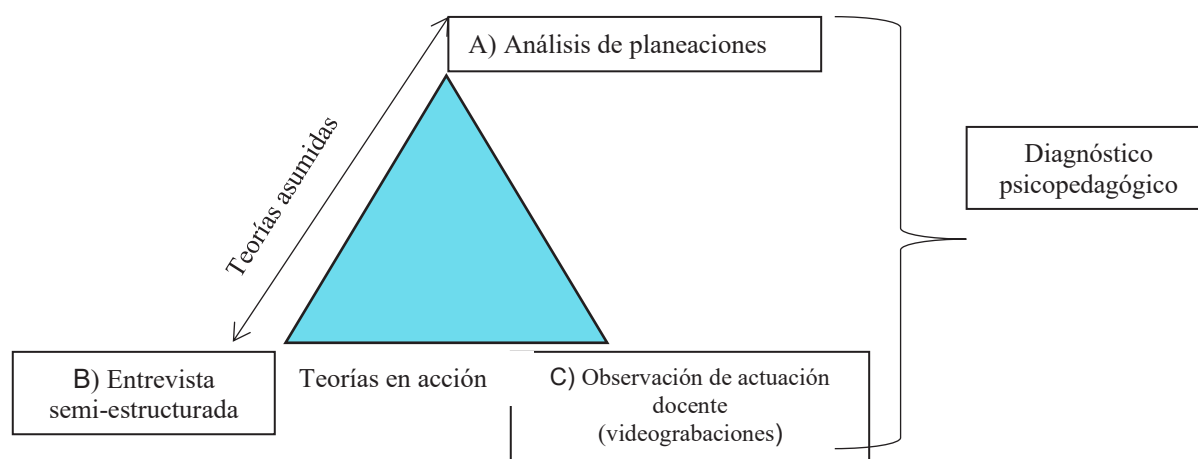 A) Análisis de planeaciones
Teorías asumidas
Diagnóstico
psicopedagógico
B) Entrevista
semi-estructurada
Teorías en acción
C) Observación de actuación
docente
(videograbaciones)